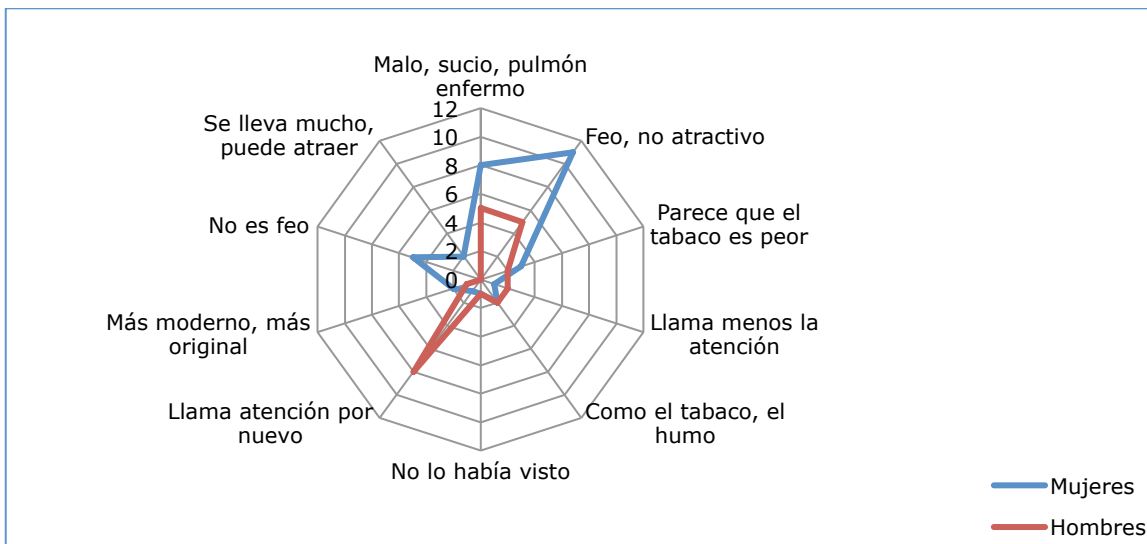 Malo, sucio, pulmón
enfermo
Feo, no atractivo
Parece que el
tabaco es peor
Llama menos la
atención
Como el tabaco, el
humo
No lo había visto
Llama atención por
nuevo
Más moderno, más
original
No es feo
Se lleva mucho,
puede atraer
12
10
8
6
4
2
0
Mujeres
Hombres